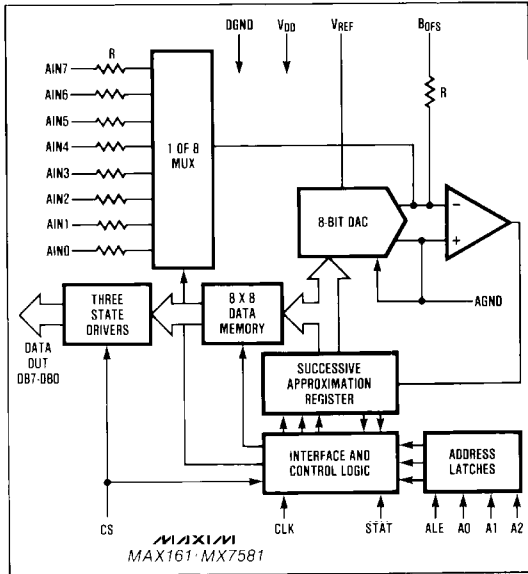 DGND VDD VREF BOFS
R
AIN7
AIN6
AIN5
AIN4
AIN3
AIN2
AIN1
AIN0
1 OF 8
MUX
R
8-BIT DAC
−
+
AGND
THREE
STATE
DRIVERS
8 X 8
DATA
MEMORY
DATA
OUT
DB7-DB0
SUCCESSIVE
APPROXIMATION
REGISTER
INTERFACE AND
CONTROL LOGIC
ADDRESS
LATCHES
CS
CLK
STAT
ALE A0 A1 A2
MAXIM
MAX161·MX7581